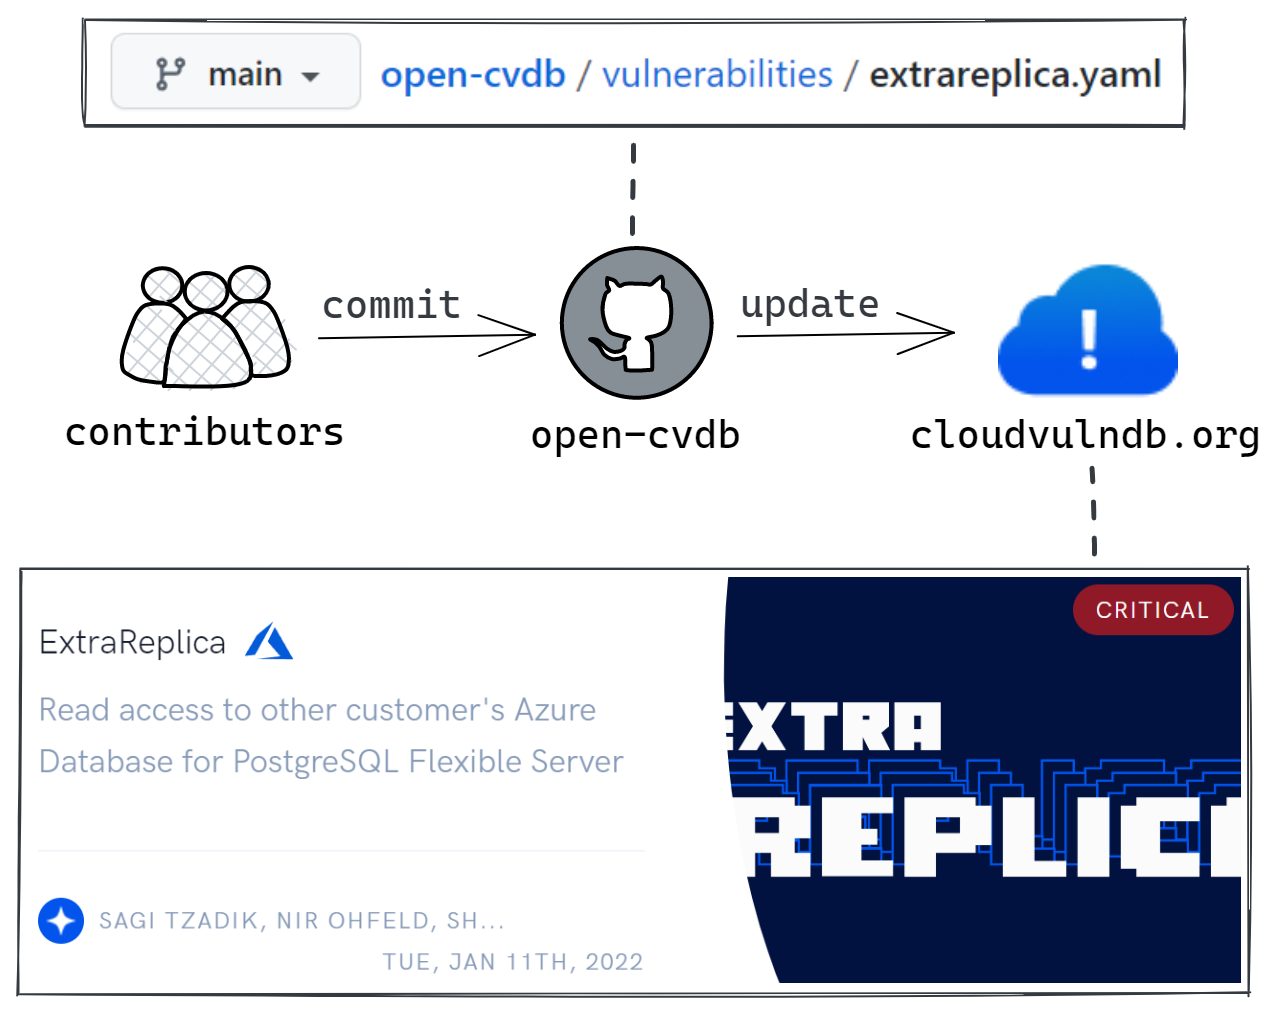 main open-cvdb / vulnerabilities / extrareplica.yaml
commit
update
contributors
open-cvdb
cloudvulndb.org
CRITICAL
ExtraReplica
Read access to other customer's Azure
Database for PostgreSQL Flexible Server
EXTRA
REPLIC
SAGI TZADIK, NIR OHFELD, SH...
TUE, JAN 11TH, 2022